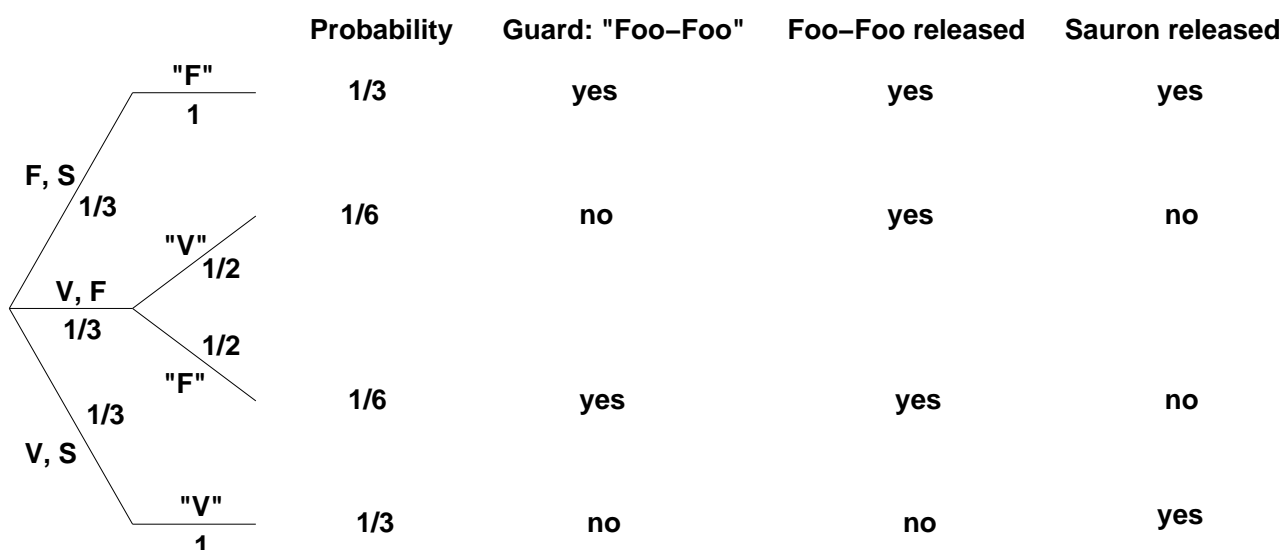 Probability Guard: "Foo−Foo" Foo−Foo released Sauron released
"F"
1/3 yes yes yes
1
F, S
1/3
1/6 no yes no
"V"
1/2
V, F
1/3
1/2
"F"
1/6 yes yes no
1/3
V, S
"V"
1/3 no no yes
1